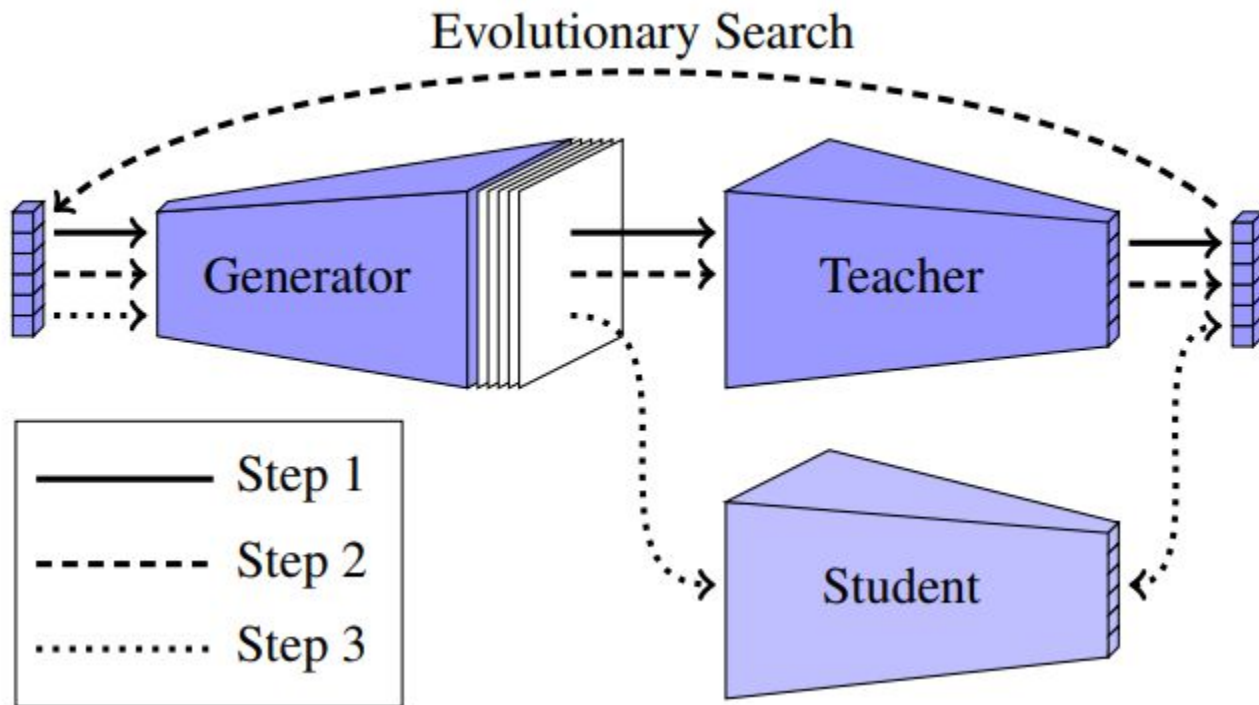 Evolutionary Search
Generator
Teacher
Student
Step 1
Step 2
Step 3